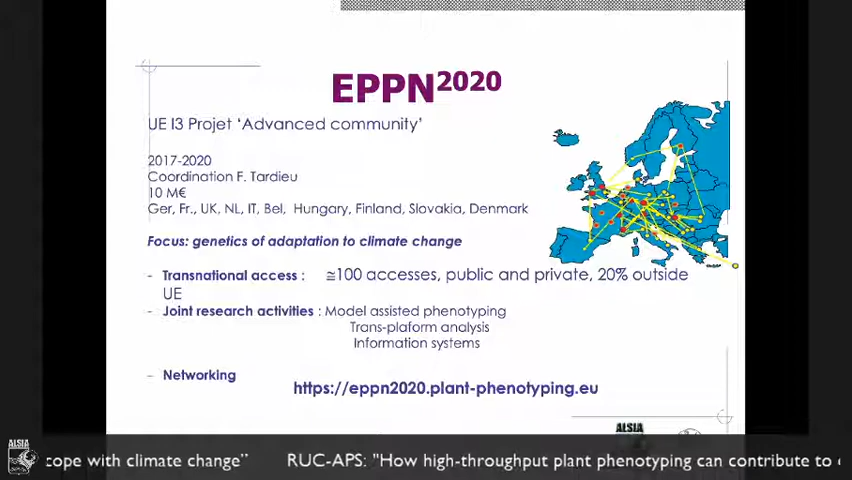 EPPN2020
UE I3 Projet ‘Advanced community’
2017-2020
Coordination F. Tardieu
10 M€
Ger, Fr., UK, NL, IT, Bel, Hungary, Finland, Slovakia, Denmark
Focus: genetics of adaptation to climate change
- Transnational access : ≅100 accesses, public and private, 20% outside
UE
- Joint research activities : Model assisted phenotyping
Trans-plaform analysis
Information systems
- Networking
https://eppn2020.plant-phenotyping.eu
ALSIA
ALSIA
cope with climate change” RUC-APS: "How high-throughput plant phenotyping can contribute to